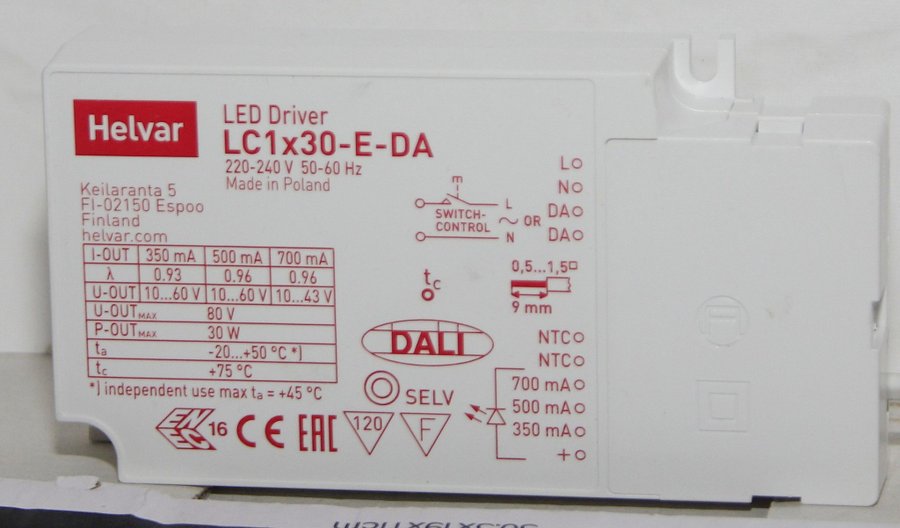 Helvar
LED Driver
LC1x30-E-DA
220-240 V 50-60 Hz
Made in Poland
Keilaranta 5
FI-02150 Espoo
Finland
helvar.com
I-OUT 350 mA 500 mA 700 mA
λ 0.93 0.96 0.96
U-OUT 10...60 V 10...60 V 10...43 V
U-OUTMAX 80 V
P-OUTMAX 30 W
ta -20...+50 °C *)
tc +75 °C
*) independent use max ta = +45 °C
ENEC 16 CE EAC 120 F
m
L
SWITCH-
CONTROL
~ OR
N
tc
DALI
SELV
L
N
DA
DA
0,5...1,5
9 mm
NTC
NTC
700 mA
500 mA
350 mA
+